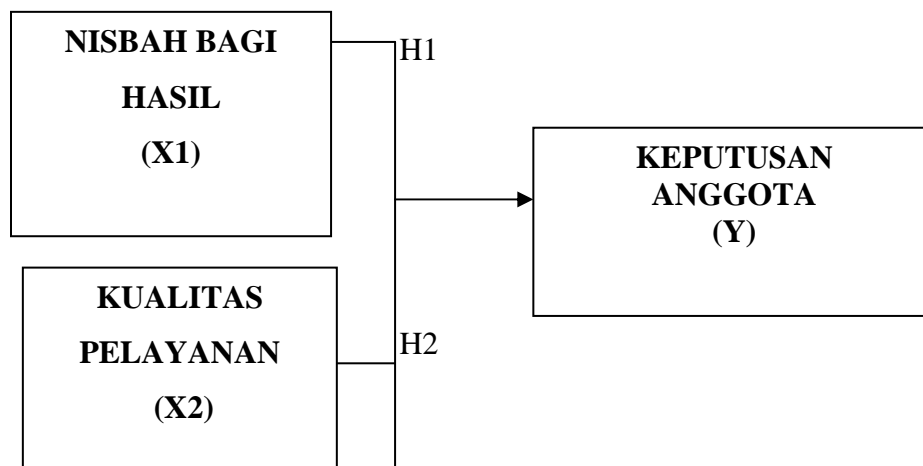 NISBAH BAGI
HASIL
(X1)
H1
KEPUTUSAN
ANGGOTA
(Y)
KUALITAS
PELAYANAN
(X2)
H2